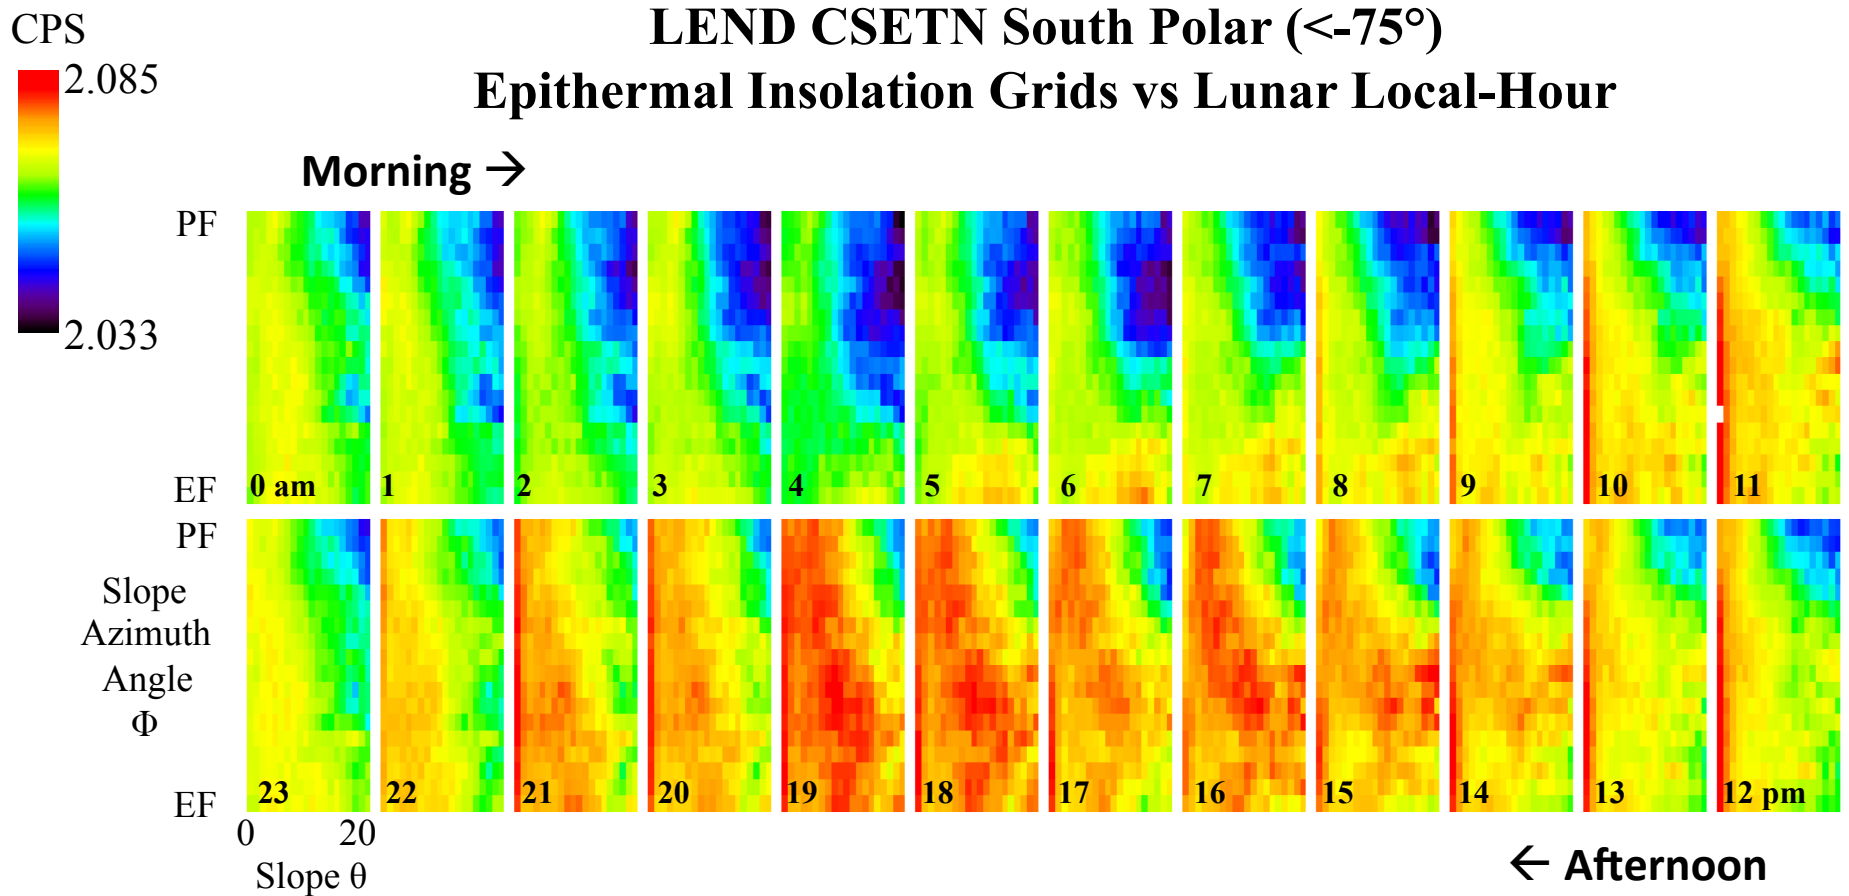 LEND CSETN South Polar (<-75°)
Epithermal Insolation Grids vs Lunar Local-Hour
CPS
2.085
2.033
Morning →
PF
EF
0 am 1 2 3 4 5 6 7 8 9 10 11
PF
Slope
Azimuth
Angle
Φ
EF
23 22 21 20 19 18 17 16 15 14 13 12 pm
0 20
Slope θ
← Afternoon